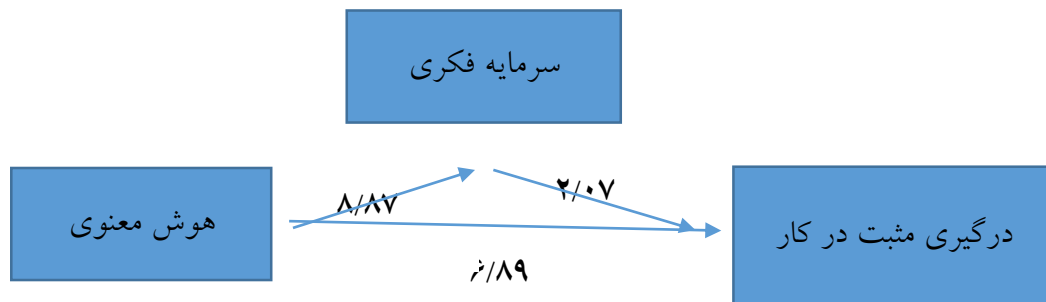 سرمایه فکری
هوش معنوی
۸/۸۷
۲/۰۷
درگیری مثبت در کار
۶/۸۹